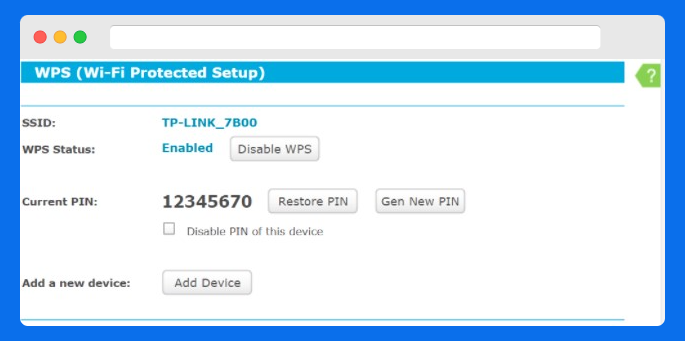 WPS (Wi-Fi Protected Setup)
?
SSID: TP-LINK_7B00
WPS Status: Enabled Disable WPS
Current PIN: 12345670 Restore PIN Gen New PIN
Disable PIN of this device
Add a new device: Add Device